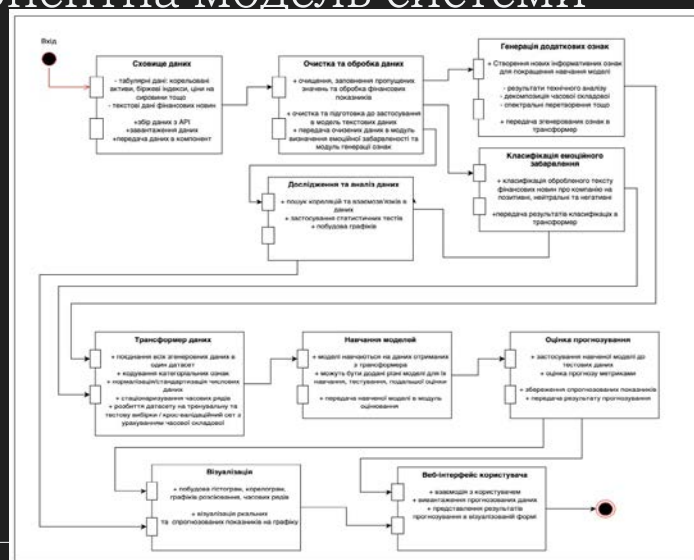 модель системи
Вхід
Сховище даних
- табулярні дані: корельовані
активи, біржеві індекси, ціни на
сировини тощо
- текстові дані фінансових новин
+збір даних з API
+завантаження даних
+передача даних в компонент
Очистка та обробка даних
+ очищення, заповнення пропущених
значень та обробка фінансових
показників
+ очистка та підготовка до застосування
в модель текстових даних
+ передача очизених даних в модуль
визначення емоційної забарвленості та
модуль генерації ознак
Генерація додаткових ознак
+ Створення нових інформативних ознак
для покращення навчання моделі
- результати технічного аналізу
- декомпозиція часової складової
- спектральні перетворення тощо
+ передача згенерованих ознак в
трансформер
Класифікація емоційного
забарвлення
+ класифікація обробленого тексту
фінансових новин про компанію на
позитивні, нейтральні та негативні
+передача результатів класифікації в
трансформер
Дослідження та аналіз даних
+ пошук кореляцій та взаємозв'язків в
даних
+ застосування статистичних тестів
+ побудова графіків
Трансформер даних
+ поєднання всіх згенерованих даних в
один датасет
+ кодування категоріальних ознак
+ нормалізація/стандартизація числових
даних
+ стаціонаризування часових рядів
+ розбиття датасету на тренувальну та
тестову вибірки / крос-валідаційний сет з
урахуванням часової складової
Навчання моделей
+ моделі навчаються на даних отриманих
з трансформера
+ можуть бути додані різні моделі для їх
навчання, тестування, подальшої оцінки
+ передача навченої моделі в модуль
оцінювання
Оцінка прогнозування
+ застосування навченої моделі до
тестових даних
+ оцінка прогнозу метриками
+ збереження спрогнозованих показників
+ передача результату прогнозування
Візуалізація
+ побудова гістограм, корелограм,
графіків розсіювання, часових рядів
+ візуалізація реальних
та спрогнозованих показників на графіку
Веб-інтерфейс користувача
+ взаємодія з користувачем
+ вивантаження прогнозованих даних
+ представлення результатів
прогнозування в візуалізованій формі